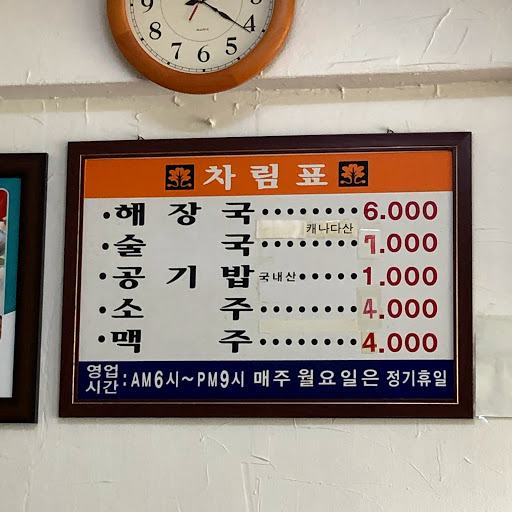 차림표
·해장국········6.000
캐나다산
·술국········7.000
·공기밥 국내산·····1.000
·소주 4.000
·맥주 4.000
영업시간 : AM6시~PM9시 매주 월요일은 정기휴일